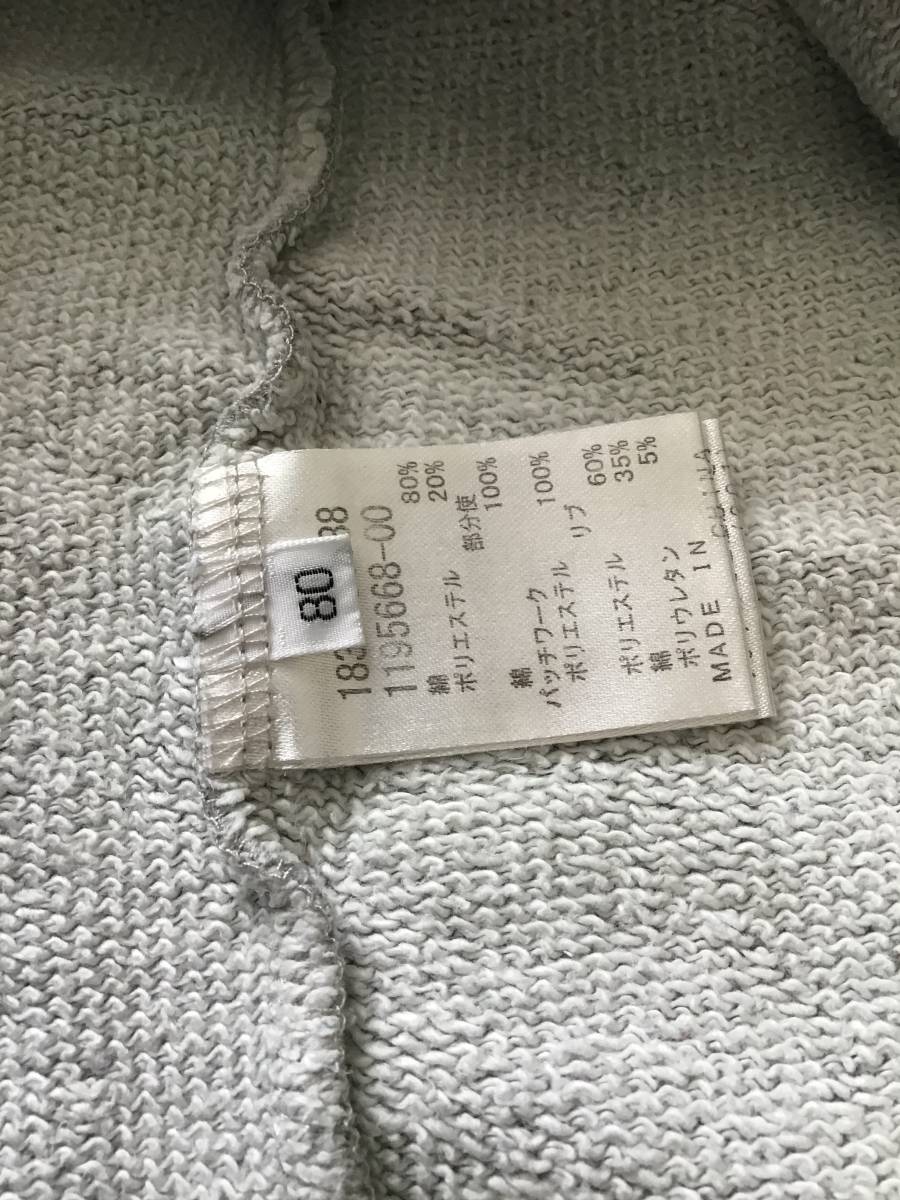 80
183
1195668-00
綿 80%
ポリエステル 20%
部分使
綿 100%
パッチワーク
ポリエステル 100%
リブ
ポリエステル 60%
綿 35%
ポリウレタン 5%
MADE IN CHINA